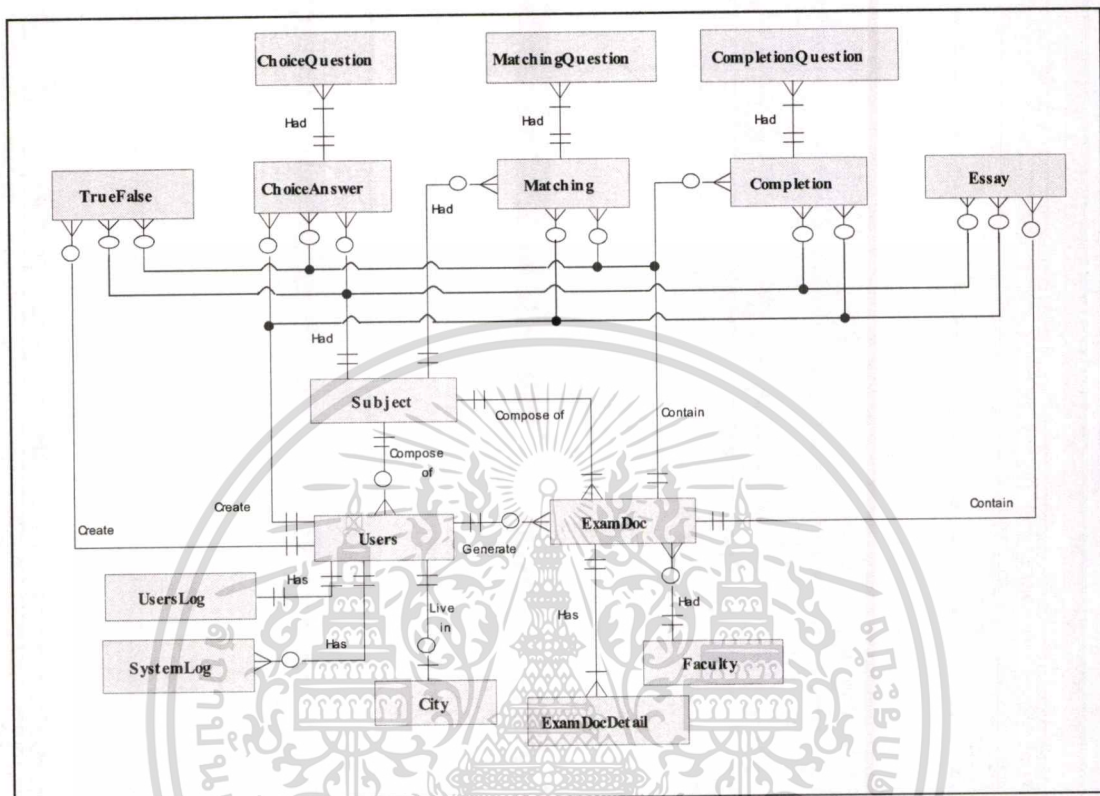 ChoiceQuestion
MatchingQuestion
CompletionQuestion
Had
Had
Had
TrueFalse
ChoiceAnswer
Had
Matching
Completion
Essay
Had
Subject
Compose of
Contain
Compose
of
Create
Create
Users
Generate
ExamDoc
Contain
UsersLog
Has
Live
in
Has
Had
SystemLog
Has
City
Faculty
ExamDocDetail